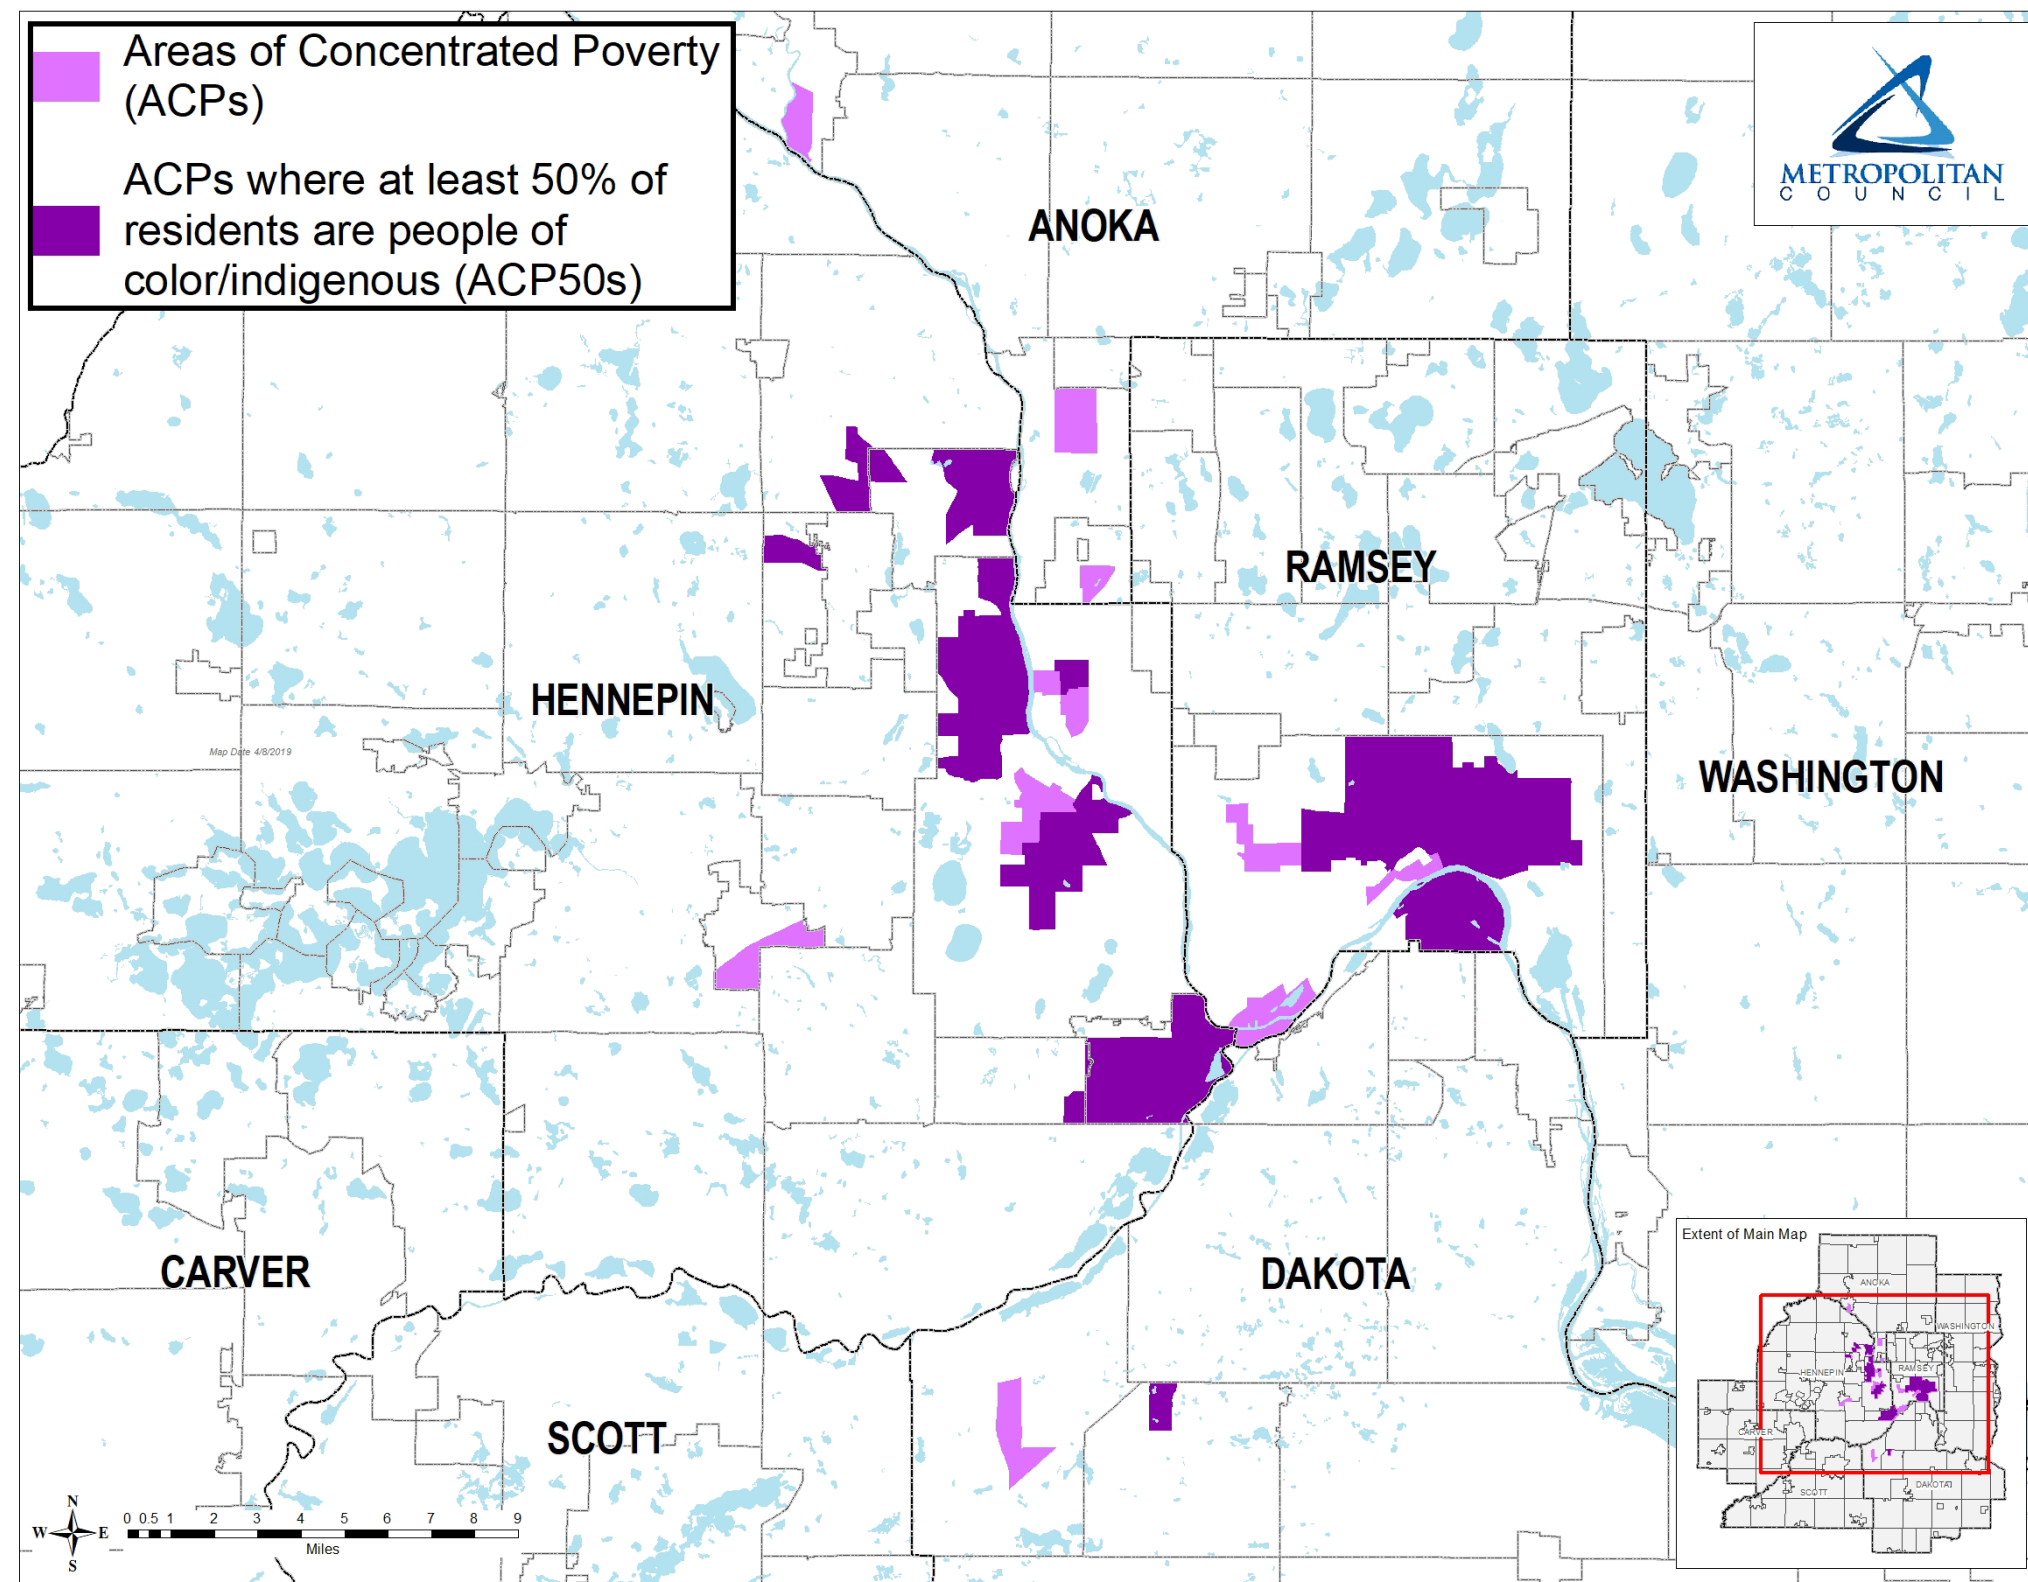 Areas of Concentrated Poverty
(ACPs)
ACPs where at least 50% of
residents are people of
color/indigenous (ACP50s)
METROPOLITAN
COUNCIL
ANOKA
RAMSEY
HENNEPIN
Map Date 4/8/2019
WASHINGTON
CARVER
DAKOTA
SCOTT
N
W E
S
0 0.5 1 2 3 4 5 6 7 8 9
Miles
Extent of Main Map
ANOKA
WASHINGTON
HENNEPIN
RAMSEY
CARVER
SCOTT
DAKOTA